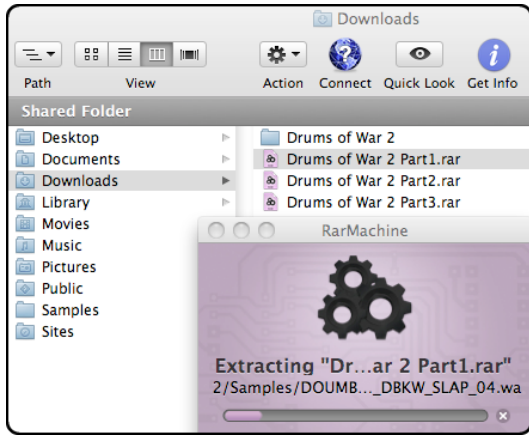 Downloads
Path View Action Connect Quick Look Get Info
Shared Folder
Desktop
Documents
Downloads
Library
Movies
Music
Pictures
Public
Samples
Sites
Drums of War 2
Drums of War 2 Part1.rar
Drums of War 2 Part2.rar
Drums of War 2 Part3.rar
RarMachine
Extracting "Dr...ar 2 Part1.rar"
2/Samples/DOUMB..._DBKW_SLAP_04.wa